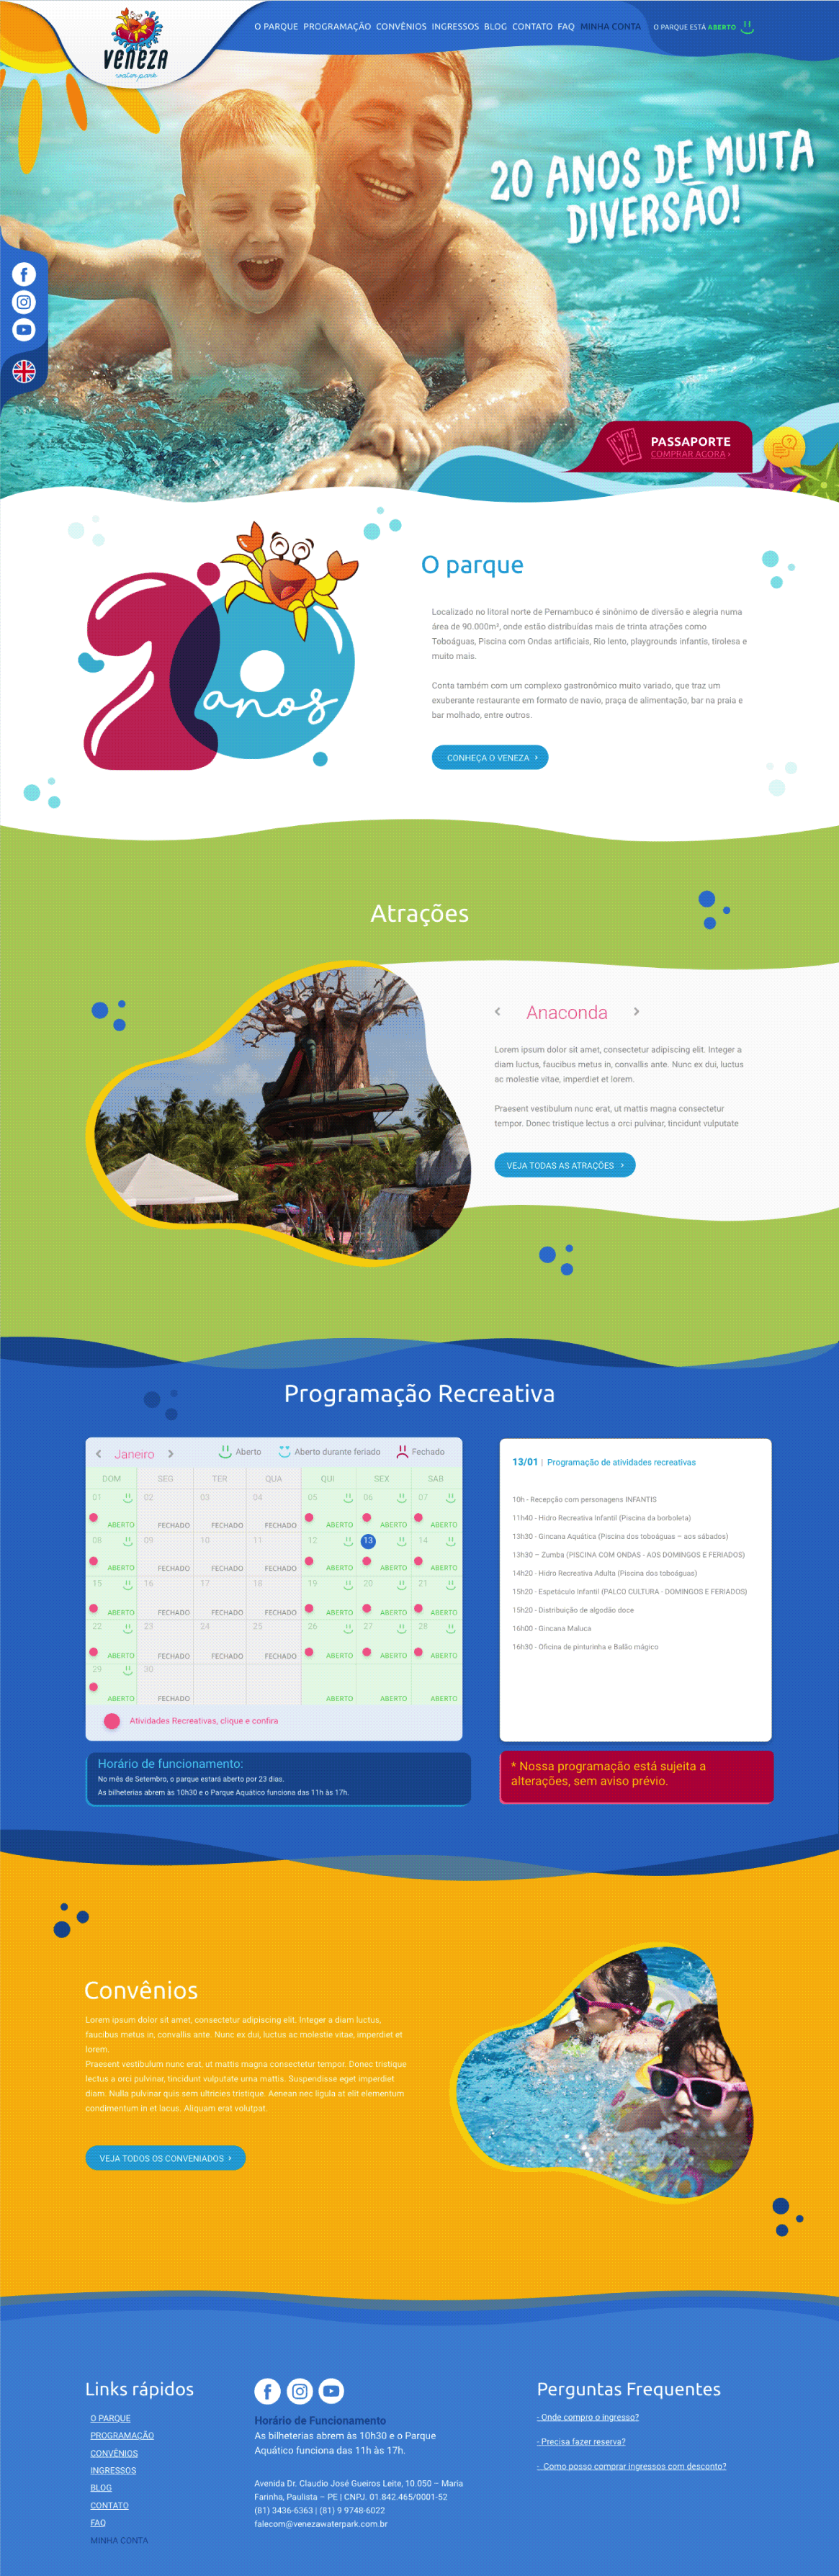 VENEZA
water park
O PARQUE PROGRAMAÇÃO CONVÊNIOS INGRESSOS BLOG CONTATO FAQ MINHA CONTA
O PARQUE ESTÁ ABERTO
20 ANOS DE MUITA
DIVERSÃO!
PASSAPORTE
COMPRAR AGORA ›
20 anos
O parque
Localizado no litoral norte de Pernambuco é sinônimo de diversão e alegria numa
área de 90.000m², onde estão distribuídas mais de trinta atrações como
Toboáguas, Piscina com Ondas artificiais, Rio lento, playgrounds infantis, tirolesa e
muito mais.
Conta também com um complexo gastronômico muito variado, que traz um
exuberante restaurante em formato de navio, praça de alimentação, bar na praia e
bar molhado, entre outros.
CONHEÇA O VENEZA ›
Atrações
‹ Anaconda ›
Lorem ipsum dolor sit amet, consectetur adipiscing elit. Integer a
diam luctus, faucibus metus in, convallis ante. Nunc ex dui, luctus
ac molestie vitae, imperdiet et lorem.
Praesent vestibulum nunc erat, ut mattis magna consectetur
tempor. Donec tristique lectus a orci pulvinar, tincidunt vulputate
VEJA TODAS AS ATRAÇÕES ›
Programação Recreativa
‹ Janeiro › Aberto Aberto durante feriado Fechado
DOM SEG TER QUA QUI SEX SAB
01 02 03 04 05 06 07
ABERTO FECHADO FECHADO FECHADO ABERTO ABERTO ABERTO
08 09 10 11 12 13 14
ABERTO FECHADO FECHADO FECHADO ABERTO ABERTO ABERTO
15 16 17 18 19 20 21
ABERTO FECHADO FECHADO FECHADO ABERTO ABERTO ABERTO
22 23 24 25 26 27 28
ABERTO FECHADO FECHADO FECHADO ABERTO ABERTO ABERTO
29 30
ABERTO FECHADO ABERTO ABERTO ABERTO
Atividades Recreativas, clique e confira
13/01 | Programação de atividades recreativas
10h - Recepção com personagens INFANTIS
11h40 - Hidro Recreativa Infantil (Piscina da borboleta)
13h30 - Gincana Aquática (Piscina dos toboáguas – aos sábados)
13h30 – Zumba (PISCINA COM ONDAS - AOS DOMINGOS E FERIADOS)
14h20 - Hidro Recreativa Adulta (Piscina dos toboáguas)
15h20 - Espetáculo Infantil (PALCO CULTURA - DOMINGOS E FERIADOS)
15h20 - Distribuição de algodão doce
16h00 - Gincana Maluca
16h30 - Oficina de pinturinha e Balão mágico
Horário de funcionamento:
No mês de Setembro, o parque estará aberto por 23 dias.
As bilheterias abrem às 10h30 e o Parque Aquático funciona das 11h às 17h.
* Nossa programação está sujeita a
alterações, sem aviso prévio.
Convênios
Lorem ipsum dolor sit amet, consectetur adipiscing elit. Integer a diam luctus,
faucibus metus in, convallis ante. Nunc ex dui, luctus ac molestie vitae, imperdiet et
lorem.
Praesent vestibulum nunc erat, ut mattis magna consectetur tempor. Donec tristique
lectus a orci pulvinar, tincidunt vulputate urna mattis. Suspendisse eget imperdiet
diam. Nulla pulvinar quis sem ultricies tristique. Aenean nec ligula at elit elementum
condimentum in et lacus. Aliquam erat volutpat.
VEJA TODOS OS CONVENIADOS ›
Links rápidos
O PARQUE
PROGRAMAÇÃO
CONVÊNIOS
INGRESSOS
BLOG
CONTATO
FAQ
MINHA CONTA
Horário de Funcionamento
As bilheterias abrem às 10h30 e o Parque
Aquático funciona das 11h às 17h.
Avenida Dr. Claudio José Gueiros Leite, 10.050 – Maria
Farinha, Paulista – PE | CNPJ. 01.842.465/0001-52
(81) 3436-6363 | (81) 9 9748-6022
falecom@venezawaterpark.com.br
Perguntas Frequentes
- Onde compro o ingresso?
- Precisa fazer reserva?
- Como posso comprar ingressos com desconto?